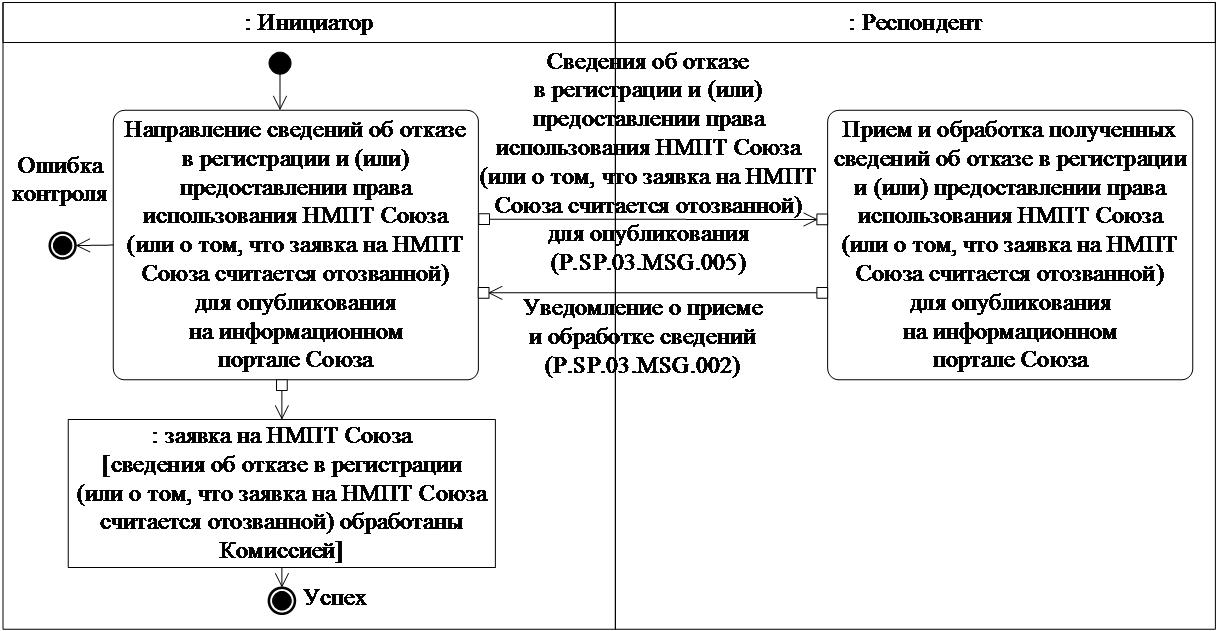 : Инициатор
: Респондент
Ошибка
контроля
Направление сведений об отказе
в регистрации и (или)
предоставлении права
использования НМПТ Союза
(или о том, что заявка на НМПТ
Союза считается отозванной)
для опубликования
на информационном
портале Союза
Сведения об отказе
в регистрации и (или)
предоставлении права
использования НМПТ Союза
(или о том, что заявка на НМПТ
Союза считается отозванной)
для опубликования
(P.SP.03.MSG.005)
Уведомление о приеме
и обработке сведений
(P.SP.03.MSG.002)
Прием и обработка полученных
сведений об отказе в регистрации
и (или) предоставлении права
использования НМПТ Союза
(или о том, что заявка на НМПТ
Союза считается отозванной)
для опубликования
на информационном
портале Союза
: заявка на НМПТ Союза
[сведения об отказе в регистрации
(или о том, что заявка на НМПТ Союза
считается отозванной) обработаны
Комиссией]
Успех